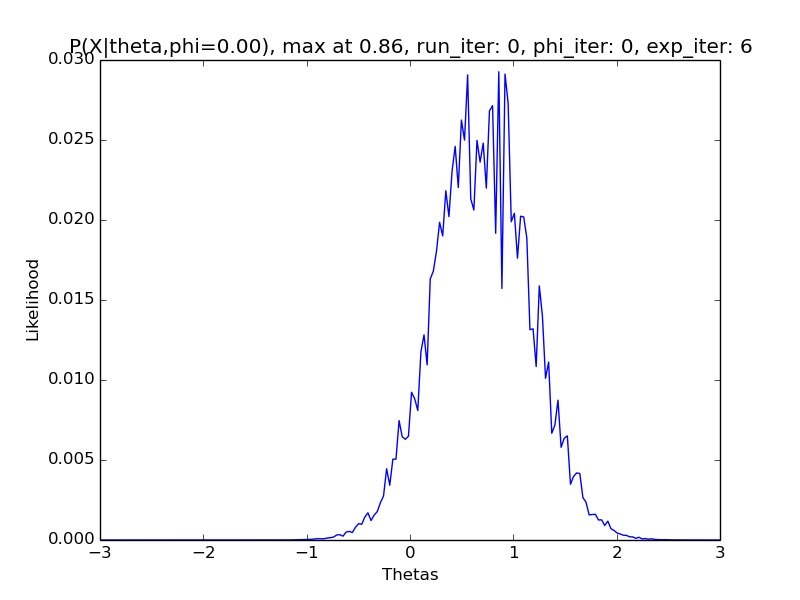 P(X|theta,phi=0.00), max at 0.86, run_iter: 0, phi_iter: 0, exp_iter: 6
0.030
0.025
0.020
0.015
0.010
0.005
0.000
Likelihood
−3 −2 −1 0 1 2 3
Thetas